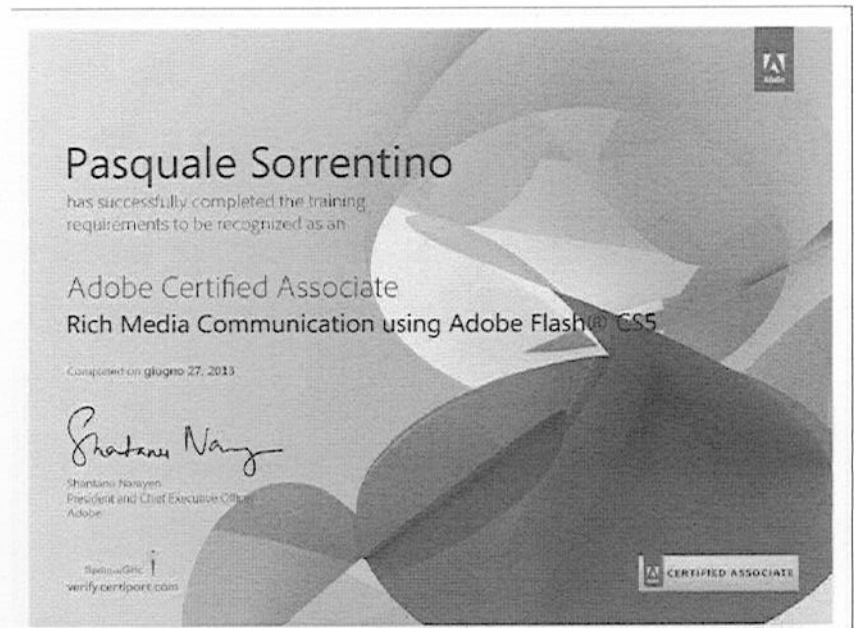 Adobe
Pasquale Sorrentino
has successfully completed the training
requirements to be recognized as an
Adobe Certified Associate
Rich Media Communication using Adobe Flash® CS5
Completed on giugno 27, 2013
Shantanu Narayen
President and Chief Executive Officer
Adobe
verify.certiport.com
CERTIFIED ASSOCIATE